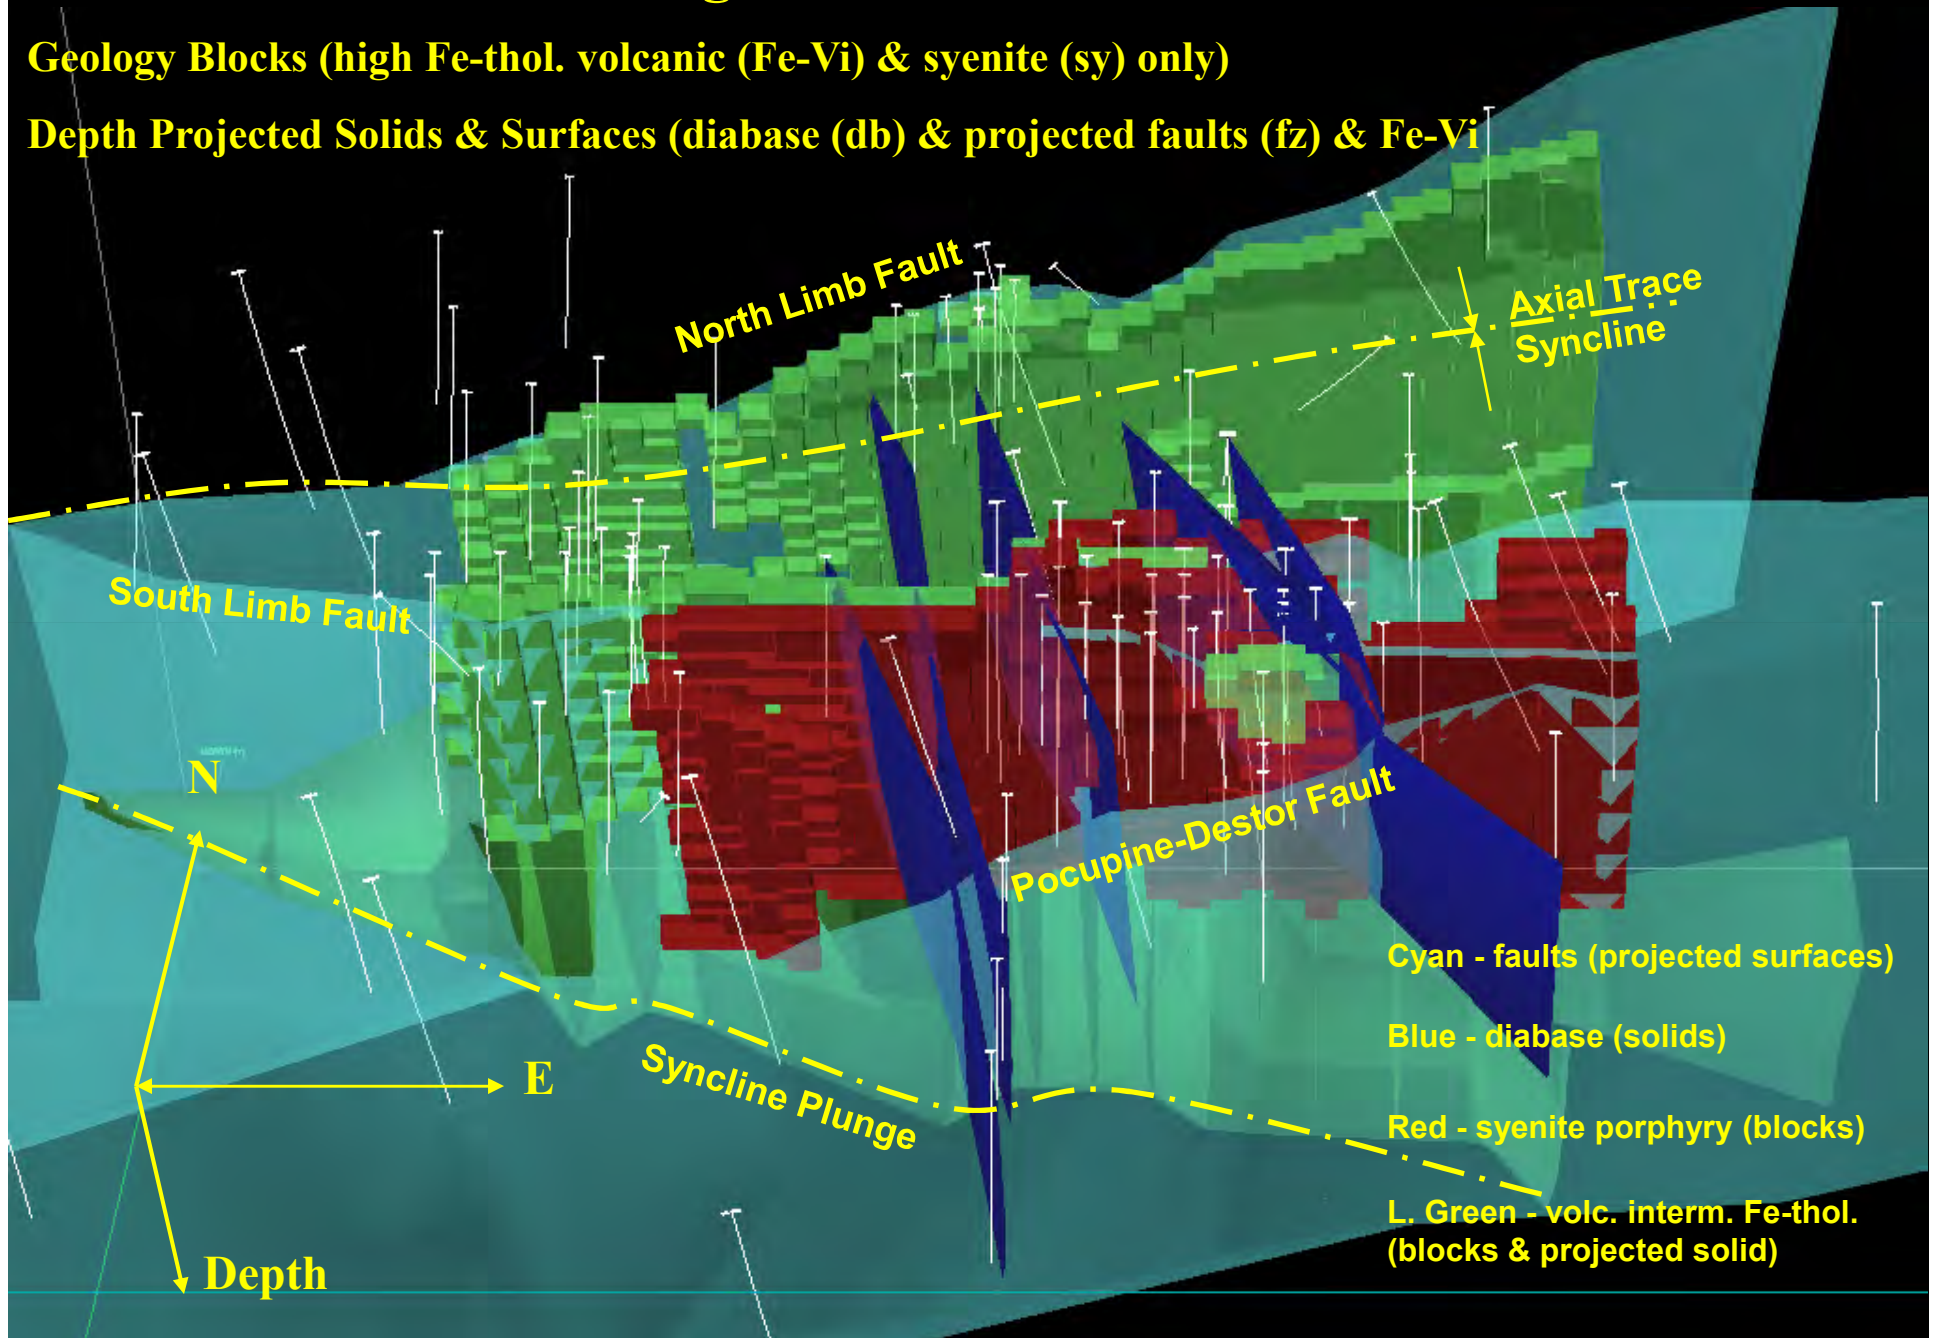 Geology Blocks (high Fe-thol. volcanic (Fe-Vi) & syenite (sy) only)
Depth Projected Solids & Surfaces (diabase (db) & projected faults (fz) & Fe-Vi
North Limb Fault
Axial Trace
Syncline
South Limb Fault
N
Pocupine-Destor Fault
Cyan - faults (projected surfaces)
Blue - diabase (solids)
E
Syncline Plunge
Red - syenite porphyry (blocks)
L. Green - volc. interm. Fe-thol.
(blocks & projected solid)
Depth